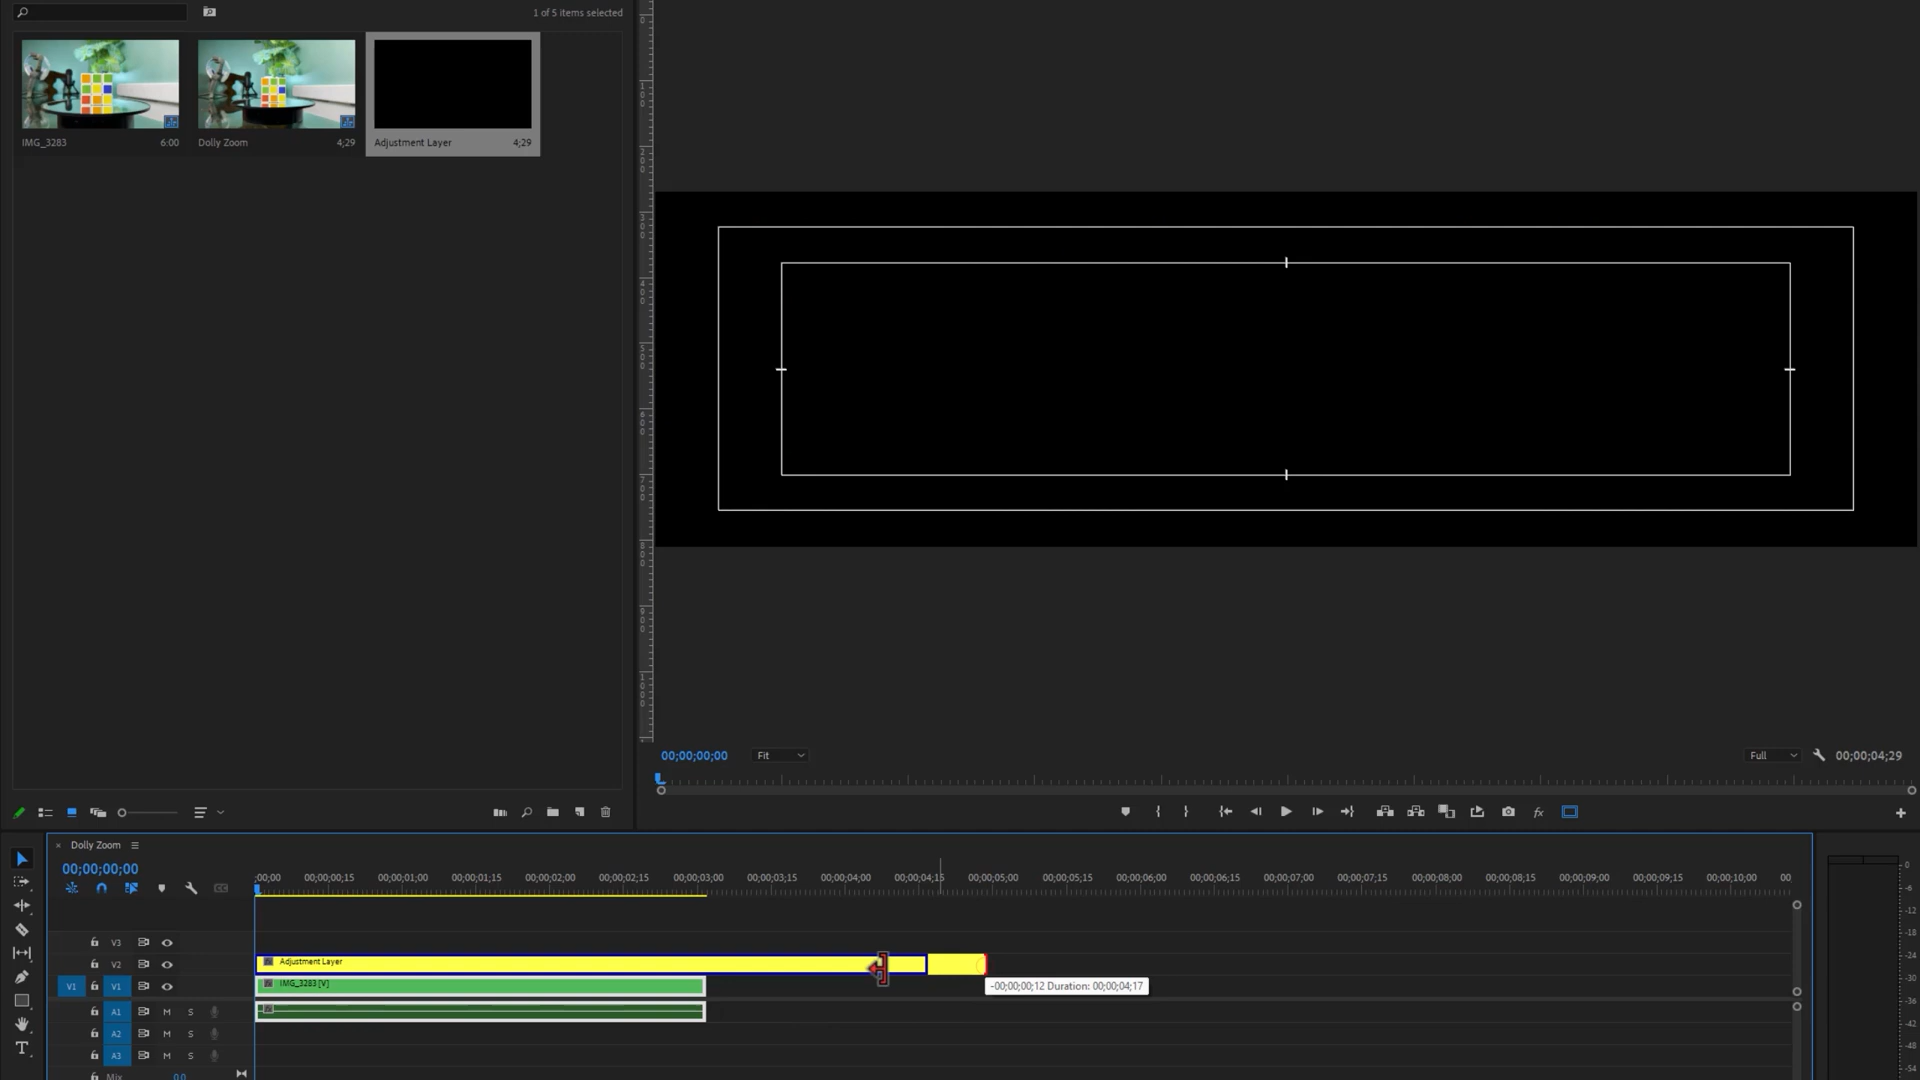 1 of 5 items selected
IMG_3283 6:00
Dolly Zoom 4;29
Adjustment Layer 4;29
00;00;00;00
Fit
Full
00;00;04;29
Dolly Zoom
00;00;00;00
;00;00 00;00;00;15 00;00;01;00 00;00;01;15 00;00;02;00 00;00;02;15 00;00;03;00 00;00;03;15 00;00;04;00 00;00;04;15 00;00;05;00 00;00;05;15 00;00;06;00 00;00;06;15 00;00;07;00 00;00;07;15 00;00;08;00 00;00;08;15 00;00;09;00 00;00;09;15 00;00;10;00 00
V3
V2 Adjustment Layer
V1 V1 IMG_3283 [V]
-00;00;00;12 Duration: 00;00;04;17
A1 M S
A2 M S
A3 M S
Mix 0.0
0
-6
-12
-18
-24
-30
-36
-42
-48
-54